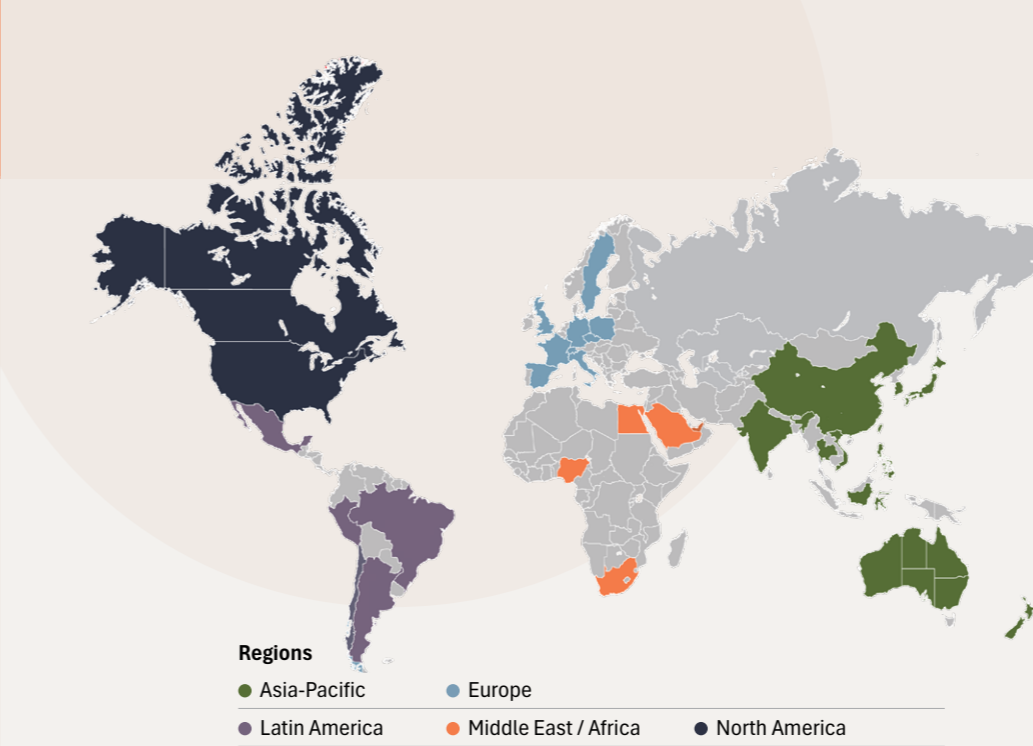 Regions
Asia-Pacific
Europe
Latin America
Middle East / Africa
North America